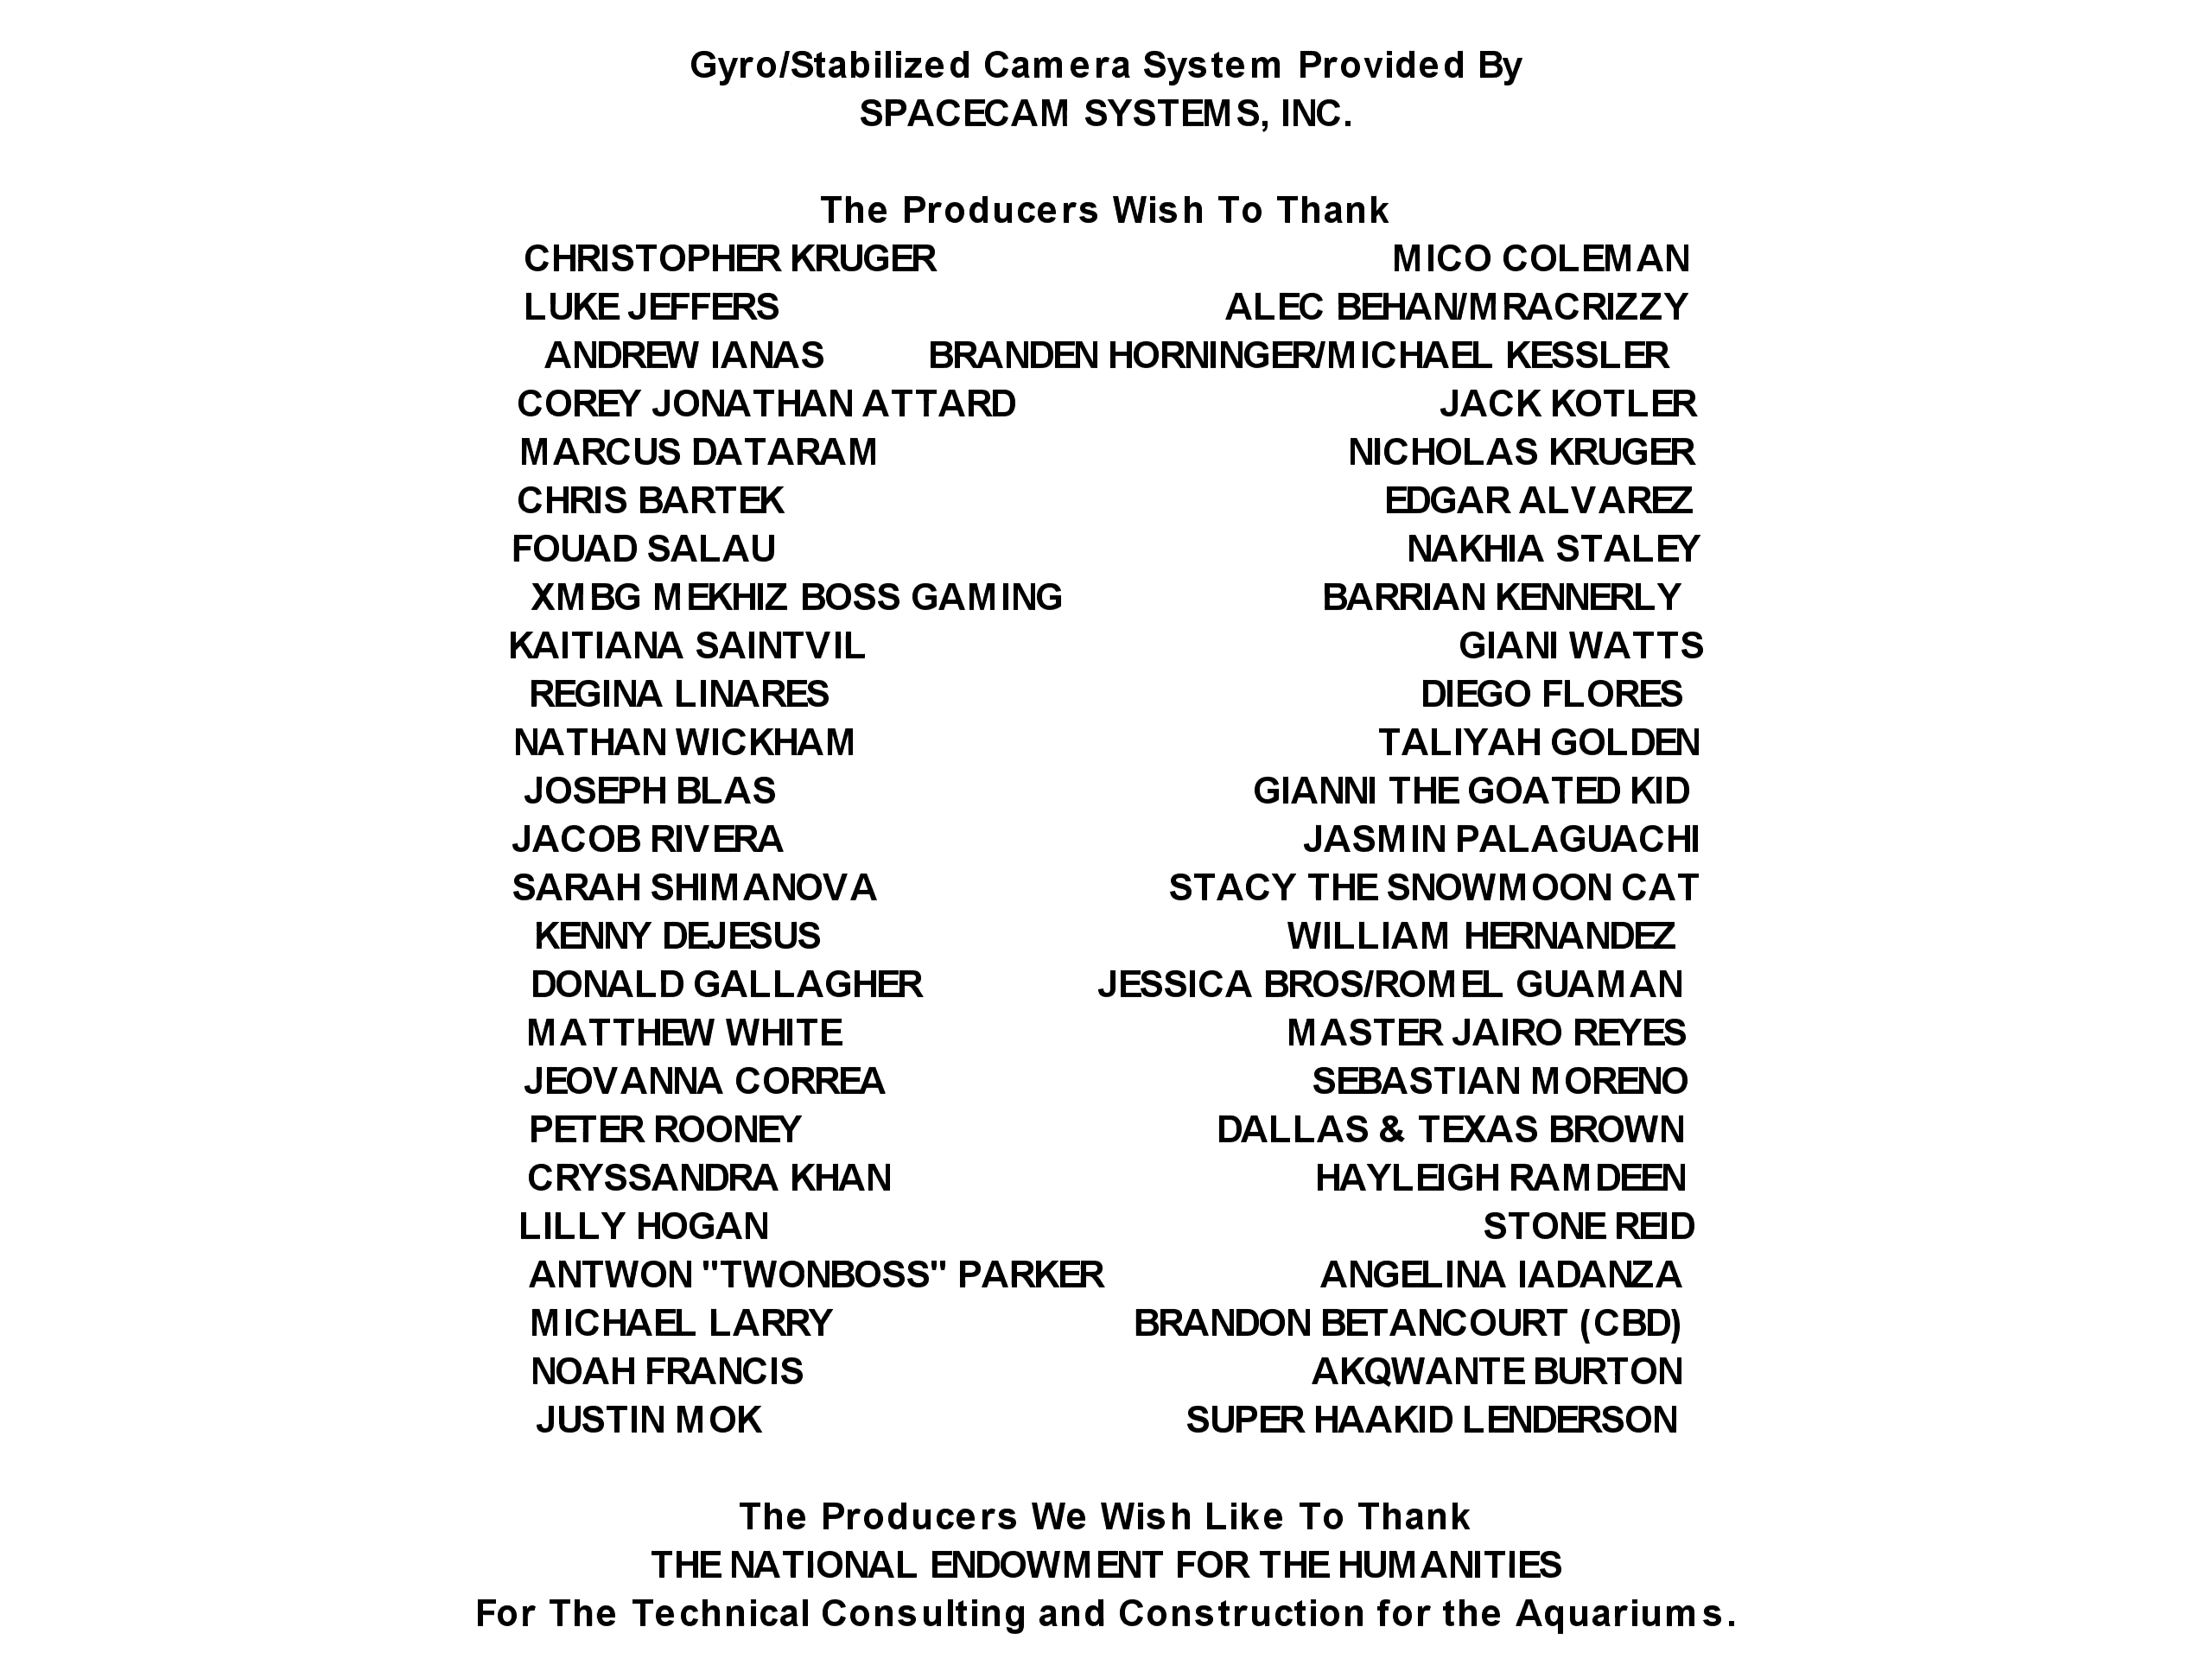 Gyro/Stabilized Camera System Provided By
SPACECAM SYSTEMS, INC.
The Producers Wish To Thank
CHRISTOPHER KRUGER MICO COLEMAN
LUKE JEFFERS ALEC BEHAN/MRACRIZZY
ANDREW IANAS BRANDEN HORNINGER/MICHAEL KESSLER
COREY JONATHAN ATTARD JACK KOTLER
MARCUS DATARAM NICHOLAS KRUGER
CHRIS BARTEK EDGAR ALVAREZ
FOUAD SALAU NAKHIA STALEY
XMBG MEKHIZ BOSS GAMING BARRIAN KENNERLY
KAITIANA SAINTVIL GIANI WATTS
REGINA LINARES DIEGO FLORES
NATHAN WICKHAM TALIYAH GOLDEN
JOSEPH BLAS GIANNI THE GOATED KID
JACOB RIVERA JASMIN PALAGUACHI
SARAH SHIMANOVA STACY THE SNOWMOON CAT
KENNY DEJESUS WILLIAM HERNANDEZ
DONALD GALLAGHER JESSICA BROS/ROMEL GUAMAN
MATTHEW WHITE MASTER JAIRO REYES
JEOVANNA CORREA SEBASTIAN MORENO
PETER ROONEY DALLAS & TEXAS BROWN
CRYSSANDRA KHAN HAYLEIGH RAMDEEN
LILLY HOGAN STONE REID
ANTWON "TWONBOSS" PARKER ANGELINA IADANZA
MICHAEL LARRY BRANDON BETANCOURT (CBD)
NOAH FRANCIS AKQWANTE BURTON
JUSTIN MOK SUPER HAAKID LENDERSON
The Producers We Wish Like To Thank
THE NATIONAL ENDOWMENT FOR THE HUMANITIES
For The Technical Consulting and Construction for the Aquariums.